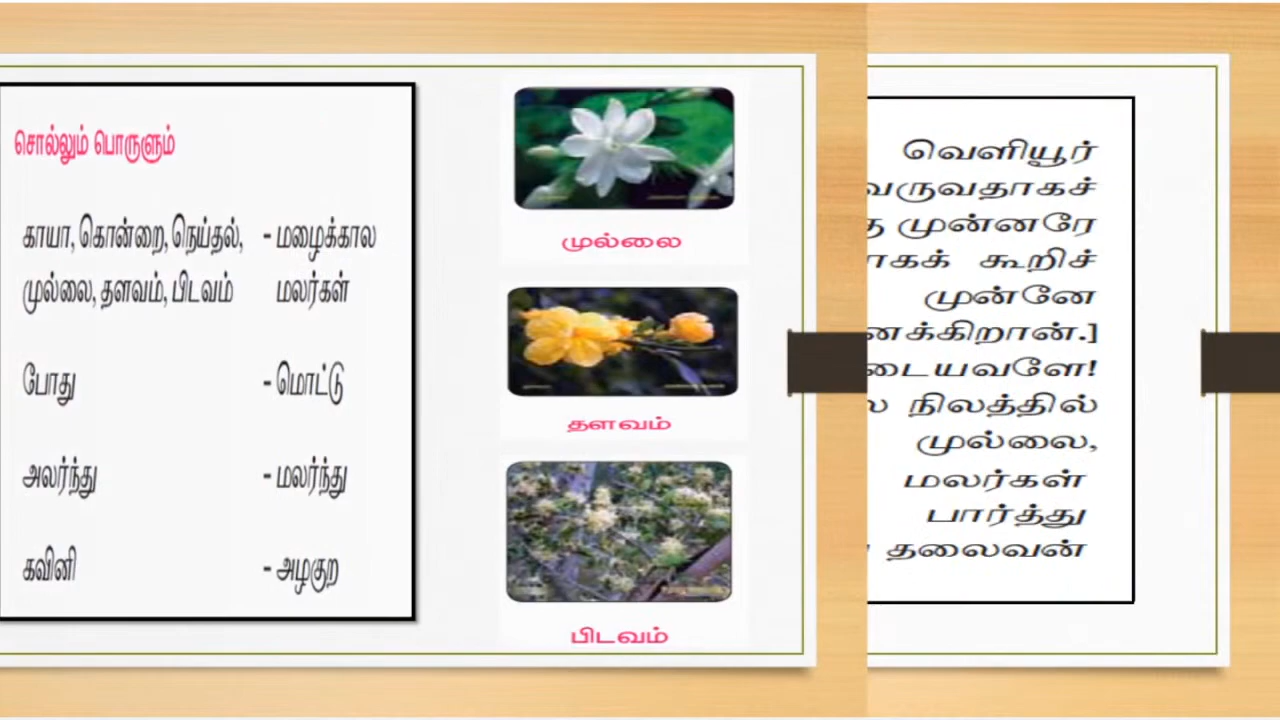 சொல்லும் பொருளும்
காயா, கொன்றை, நெய்தல், - மழைக்கால
முல்லை, தளவம், பிடவம் மலர்கள்
போது - மொட்டு
அலர்ந்து - மலர்ந்து
கவினி - அழகுற
முல்லை
தளவம்
பிடவம்
வெளியூர்
வருவதாகச்
முன்னரே
கூறிச்
முன்னே
னக்கிறான்.]
டையவளே!
நிலத்தில்
முல்லை,
மலர்கள்
பார்த்து
தலைவன்